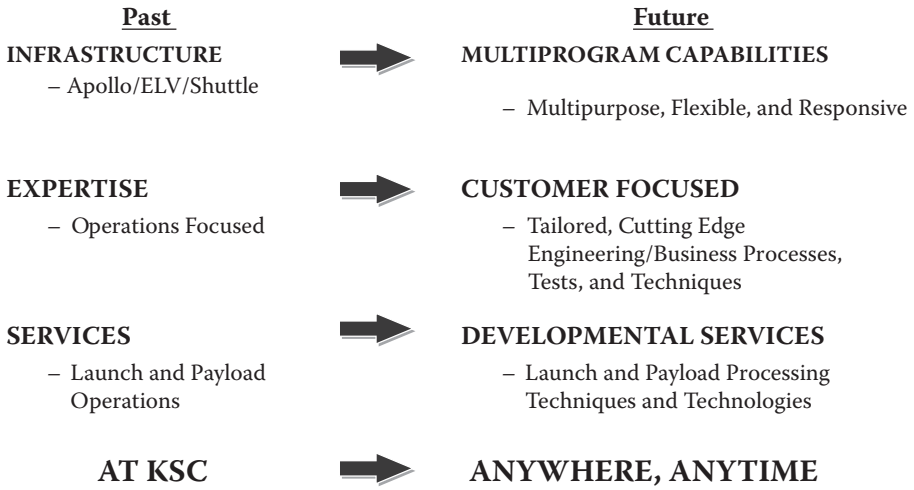 Past
Future
INFRASTRUCTURE
MULTIPROGRAM CAPABILITIES
– Apollo/ELV/Shuttle
– Multipurpose, Flexible, and Responsive
EXPERTISE
CUSTOMER FOCUSED
– Operations Focused
– Tailored, Cutting Edge
Engineering/Business Processes,
Tests, and Techniques
SERVICES
DEVELOPMENTAL SERVICES
– Launch and Payload
Operations
– Launch and Payload Processing
Techniques and Technologies
AT KSC
ANYWHERE, ANYTIME